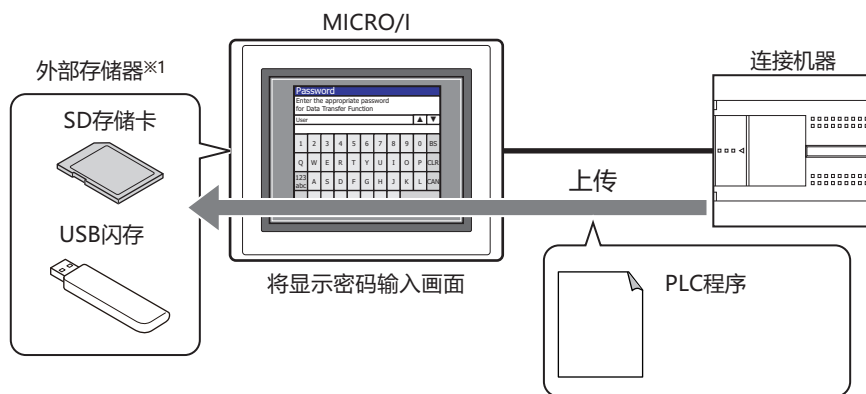 MICRO/I
外部存储器※1
SD存储卡
USB闪存
Password
Enter the appropriate password
for Data Transfer Function
User ▲ ▼
1 2 3 4 5 6 7 8 9 0 BS
Q W E R T Y U I O P CLR
123 abc A S D F G H J K L CAN
将显示密码输入画面
连接机器
上传
PLC程序